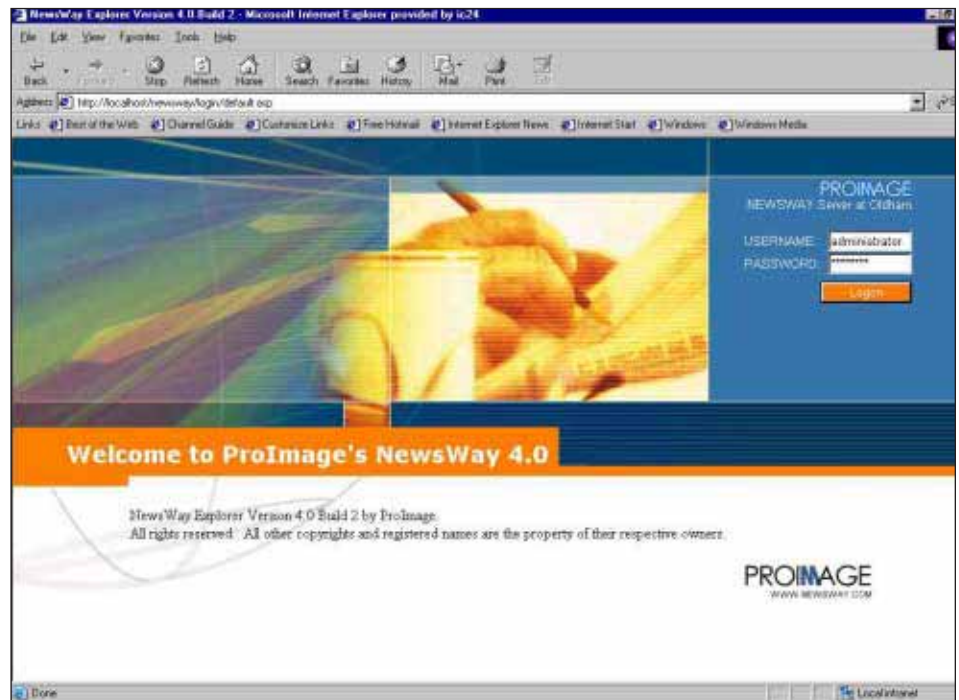 NewsWay Explorer Version 4.0 Build 2 - Microsoft Internet Explorer provided by ic24
File Edit View Favorites Tools Help
Back Stop Refresh Home Search Favorites History Mail Print
Address http://localhost/newsway/login/default.asp
Links Best of the Web Channel Guide Customize Links Free Hotmail Internet Explorer News Internet Start Windows Windows Media
PROIMAGE
NEWSWAY Server at Oldham
USERNAME: administrator
PASSWORD: ********
Logon
Welcome to ProImage's NewsWay 4.0
NewsWay Explorer Version 4.0 Build 2 by ProImage.
All rights reserved. All other copyrights and registered names are the property of their respective owners.
PROIMAGE
WWW.NEWSWAY.COM
Done
Local intranet